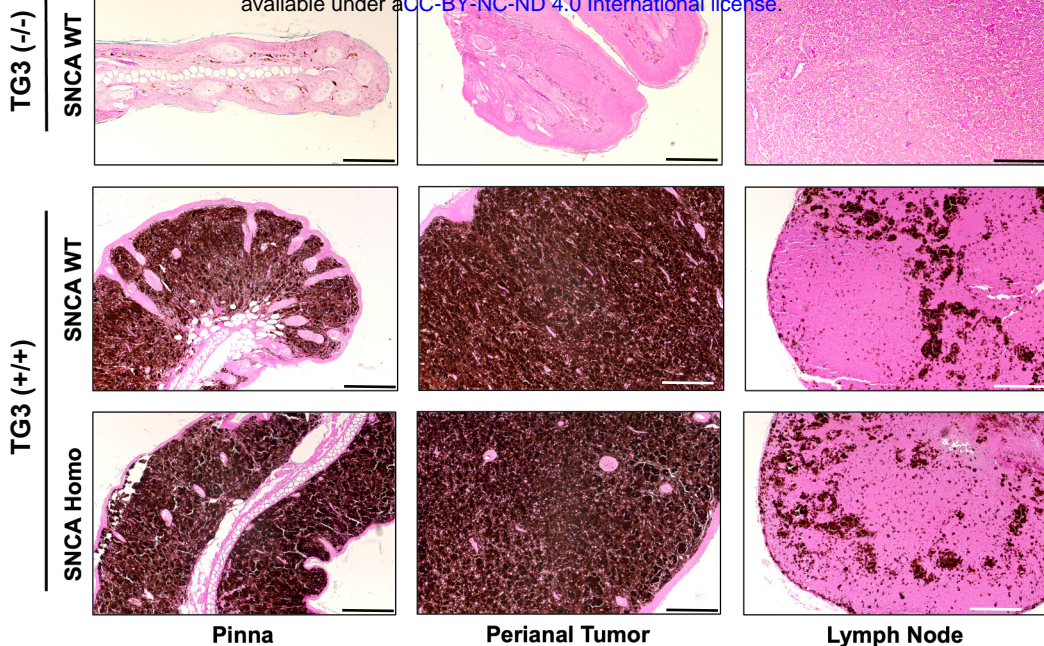 available under aCC-BY-NC-ND 4.0 International license.
TG3 (-/-)
SNCA WT
TG3 (+/+)
SNCA WT
SNCA Homo
Pinna
Perianal Tumor
Lymph Node